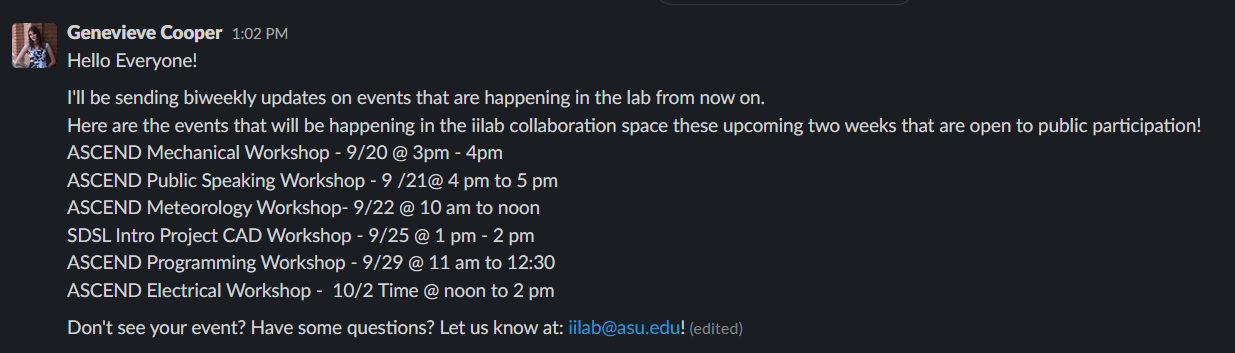 Genevieve Cooper 1:02 PM
Hello Everyone!
I'll be sending biweekly updates on events that are happening in the lab from now on.
Here are the events that will be happening in the iilab collaboration space these upcoming two weeks that are open to public participation!
ASCEND Mechanical Workshop - 9/20 @ 3pm - 4pm
ASCEND Public Speaking Workshop - 9 /21@ 4 pm to 5 pm
ASCEND Meteorology Workshop- 9/22 @ 10 am to noon
SDSL Intro Project CAD Workshop - 9/25 @ 1 pm - 2 pm
ASCEND Programming Workshop - 9/29 @ 11 am to 12:30
ASCEND Electrical Workshop -  10/2 Time @ noon to 2 pm
Don't see your event? Have some questions? Let us know at: iilab@asu.edu! (edited)